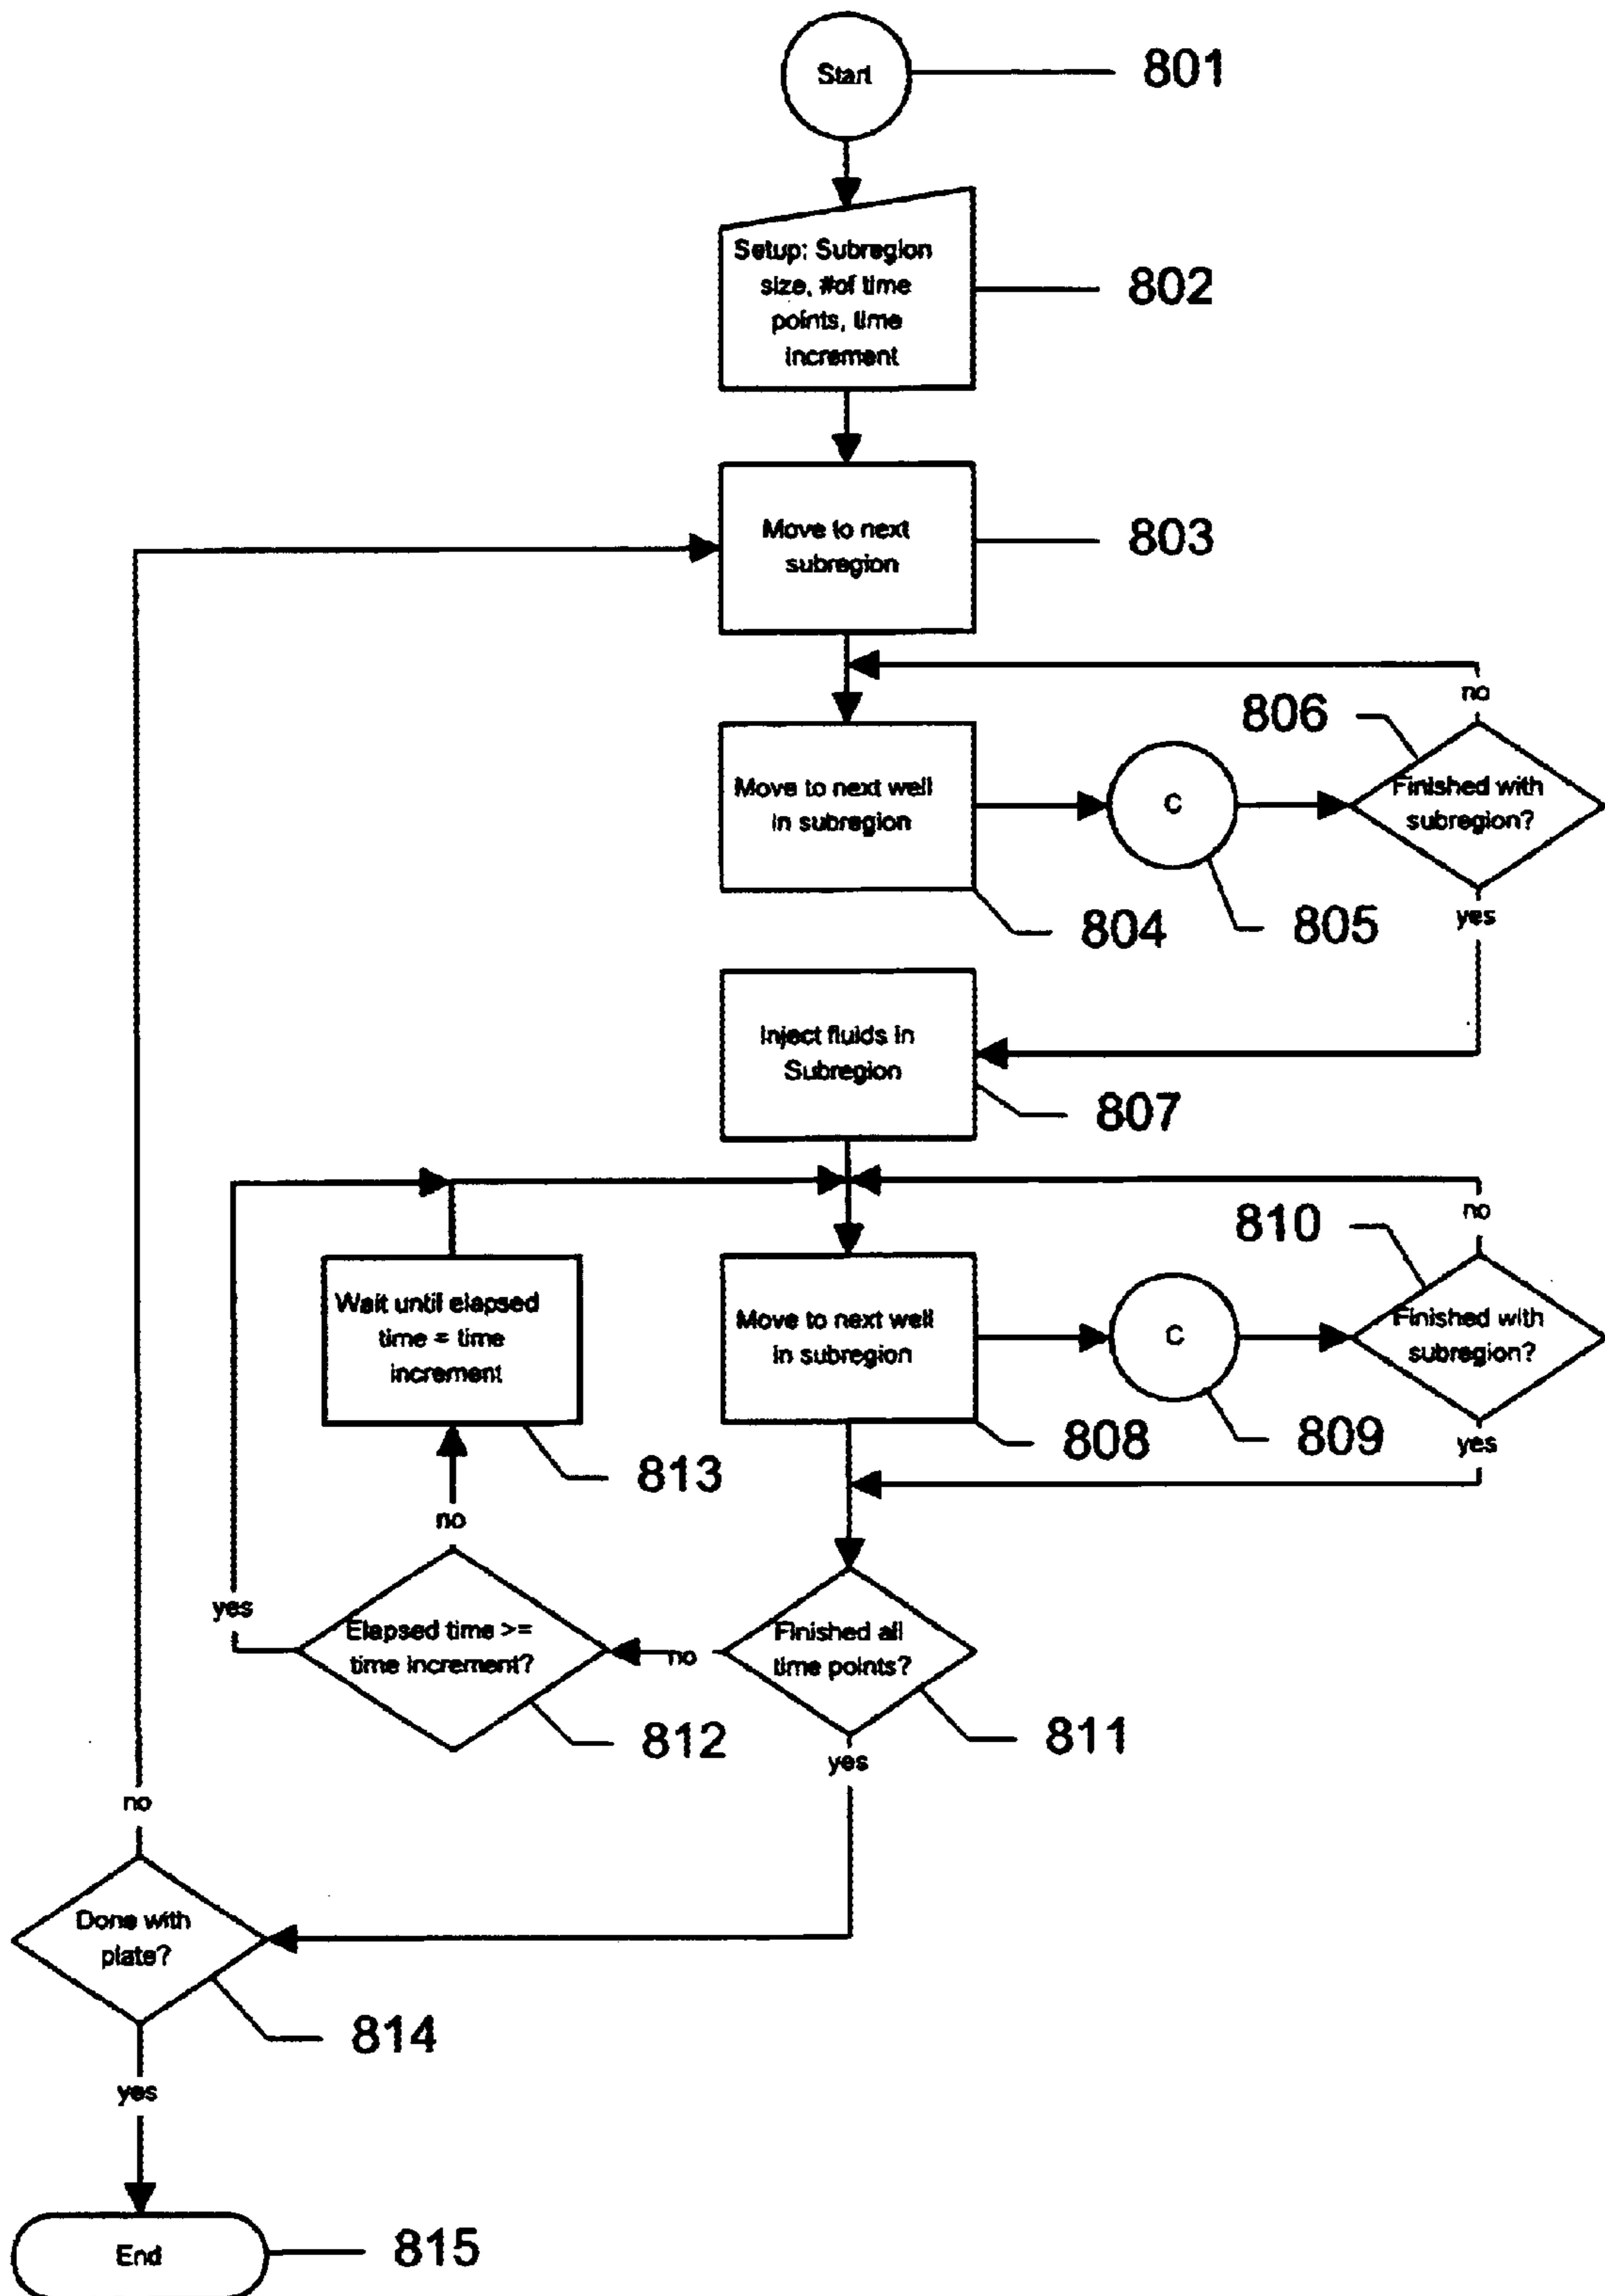 Start
801
Setup: Subregion
size, #of time
points, time
increment
802
Move to next
subregion
803
no
806
Move to next well
in subregion
C
Finished with
subregion?
804
805
yes
Inject fluids in
Subregion
807
no
810
Wait until elapsed
time = time
increment
Move to next well
in subregion
C
Finished with
subregion?
808
809
yes
813
no
yes
Elapsed time >=
time increment?
no
Finished all
time points?
812
811
yes
no
Done with
plate?
814
yes
End
815